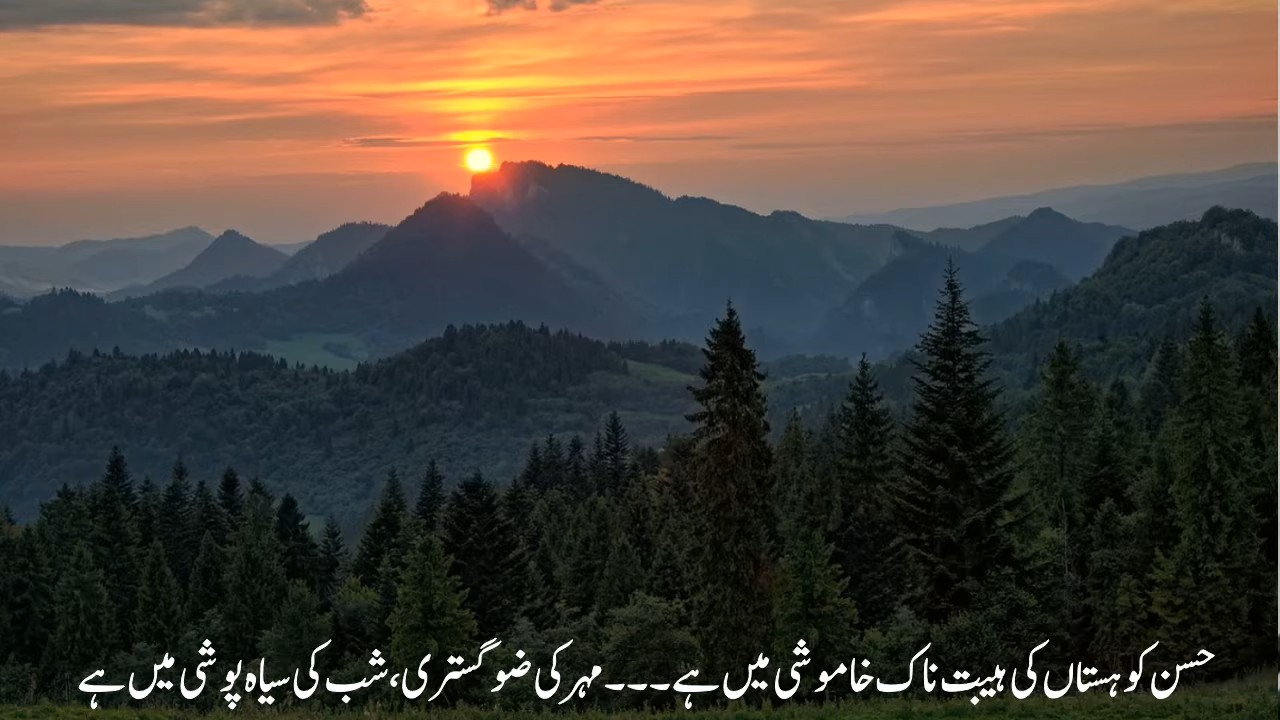 حسن کوہستاں کی ہیبت ناک خاموشی میں ہے۔۔۔مہر کی ضو گستری،شب کی سیاہ پوشی میں ہے